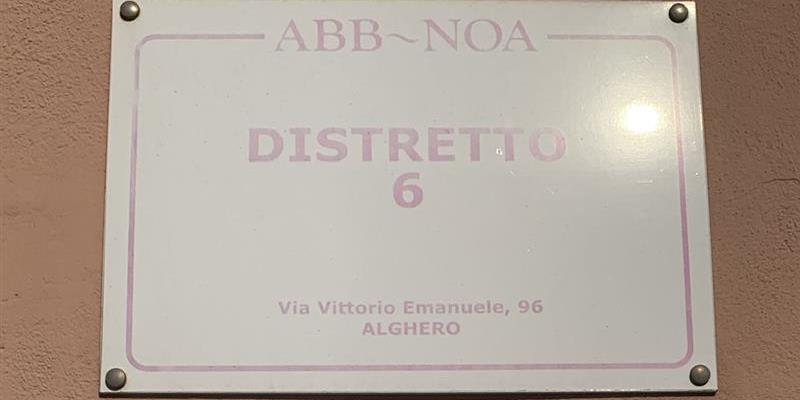 ABB~NOA
DISTRETTO
6
Via Vittorio Emanuele, 96
ALGHERO